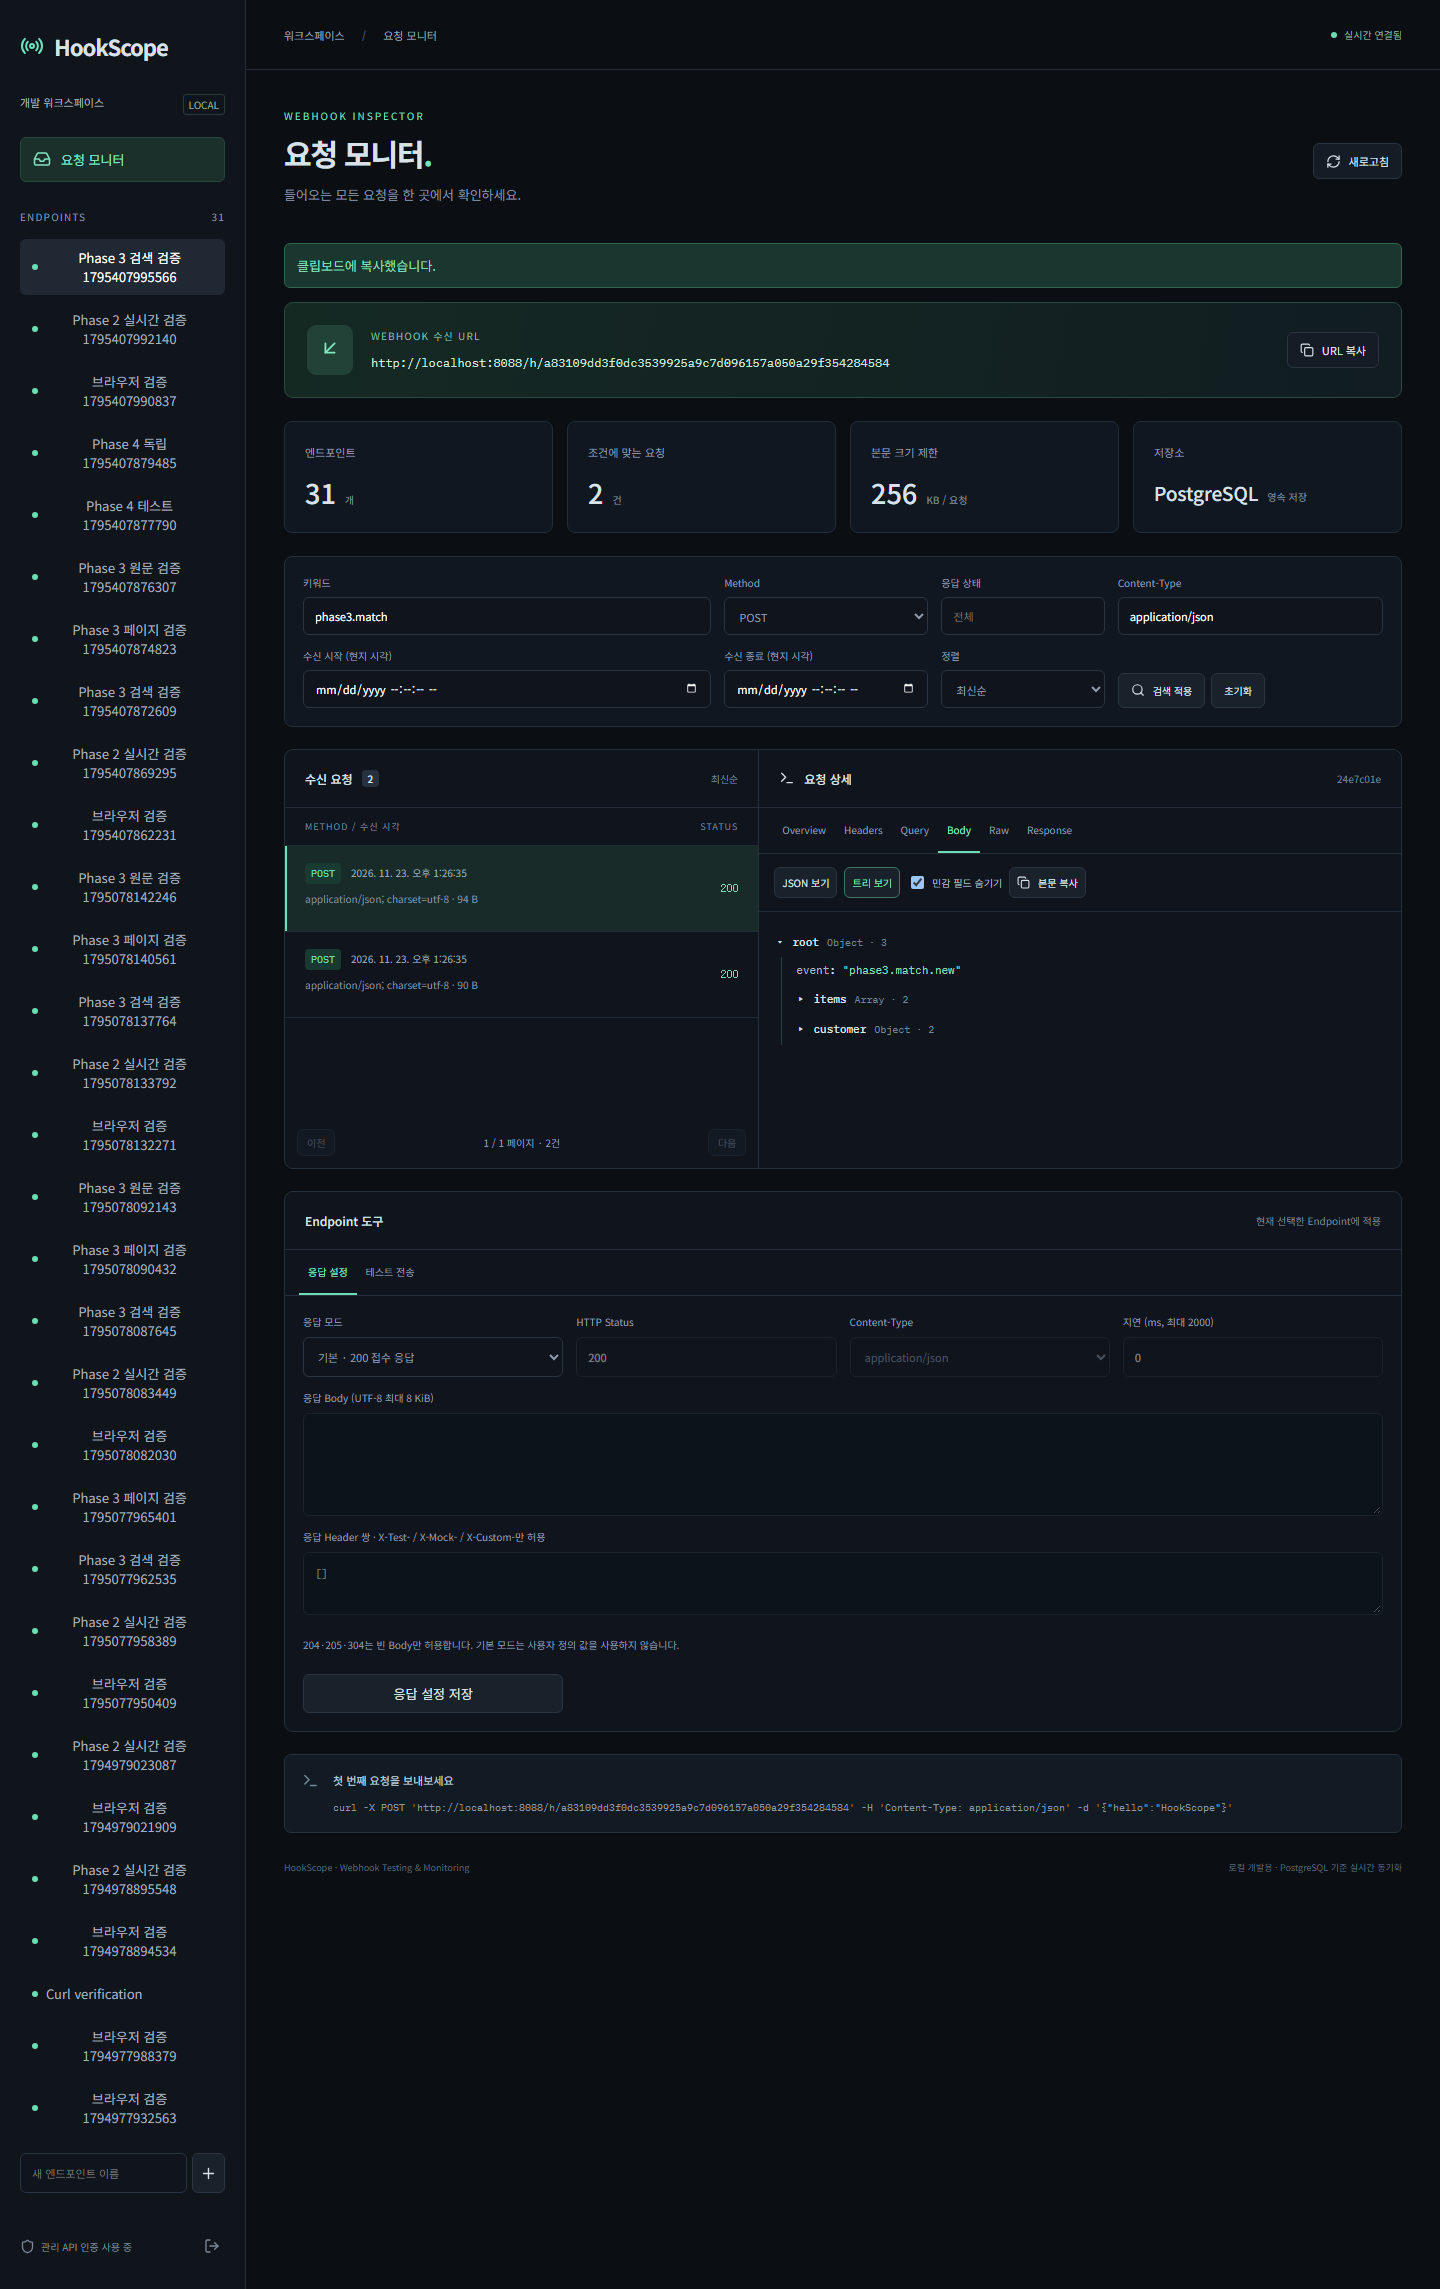 HookScope
개발 워크스페이스
LOCAL
요청 모니터
ENDPOINTS
31
Phase 3 검색 검증
1795407995566
Phase 2 실시간 검증
1795407992140
브라우저 검증
1795407990837
Phase 4 독립
1795407879485
Phase 4 테스트
1795407877790
Phase 3 원문 검증
1795407876307
Phase 3 페이지 검증
1795407874823
Phase 3 검색 검증
1795407872609
Phase 2 실시간 검증
1795407869295
브라우저 검증
1795407862231
Phase 3 원문 검증
1795078142246
Phase 3 페이지 검증
1795078140561
Phase 3 검색 검증
1795078137764
Phase 2 실시간 검증
1795078133792
브라우저 검증
1795078132271
Phase 3 원문 검증
1795078092143
Phase 3 페이지 검증
1795078090432
Phase 3 검색 검증
1795078087645
Phase 2 실시간 검증
1795078083449
브라우저 검증
1795078082030
Phase 3 페이지 검증
1795077965401
Phase 3 검색 검증
1795077962535
Phase 2 실시간 검증
1795077958389
브라우저 검증
1795077950409
Phase 2 실시간 검증
1794979023087
브라우저 검증
1794979021909
Phase 2 실시간 검증
1794978895548
브라우저 검증
1794978894534
Curl verification
브라우저 검증
1794977988379
브라우저 검증
1794977932563
새 엔드포인트 이름
관리 API 인증 사용 중
워크스페이스 / 요청 모니터
실시간 연결됨
WEBHOOK INSPECTOR
요청 모니터.
들어오는 모든 요청을 한 곳에서 확인하세요.
새로고침
클립보드에 복사했습니다.
WEBHOOK 수신 URL
http://localhost:8088/h/a83109dd3f0dc3539925a9c7d096157a050a29f354284584
URL 복사
엔드포인트
31 개
조건에 맞는 요청
2 건
본문 크기 제한
256 KB / 요청
저장소
PostgreSQL 영속 저장
키워드
phase3.match
Method
POST
응답 상태
전체
Content-Type
application/json
수신 시작 (현지 시각)
mm/dd/yyyy --:--:-- --
수신 종료 (현지 시각)
mm/dd/yyyy --:--:-- --
정렬
최신순
검색 적용
초기화
수신 요청 2
최신순
METHOD / 수신 시각
STATUS
POST 2026. 11. 23. 오후 1:26:35
application/json; charset=utf-8 · 94 B
200
POST 2026. 11. 23. 오후 1:26:35
application/json; charset=utf-8 · 90 B
200
이전
1 / 1 페이지 · 2건
다음
요청 상세
24e7c01e
Overview Headers Query Body Raw Response
JSON 보기 트리 보기 민감 필드 숨기기 본문 복사
root Object · 3
event: "phase3.match.new"
items Array · 2
customer Object · 2
Endpoint 도구
현재 선택한 Endpoint에 적용
응답 설정 테스트 전송
응답 모드
기본 · 200 접수 응답
HTTP Status
200
Content-Type
application/json
지연 (ms, 최대 2000)
0
응답 Body (UTF-8 최대 8 KiB)
응답 Header 쌍 · X-Test- / X-Mock- / X-Custom-만 허용
[]
204·205·304는 빈 Body만 허용합니다. 기본 모드는 사용자 정의 값을 사용하지 않습니다.
응답 설정 저장
첫 번째 요청을 보내보세요
curl -X POST 'http://localhost:8088/h/a83109dd3f0dc3539925a9c7d096157a050a29f354284584' -H 'Content-Type: application/json' -d '{"hello":"HookScope"}'
HookScope · Webhook Testing & Monitoring
로컬 개발용 · PostgreSQL 기준 실시간 동기화